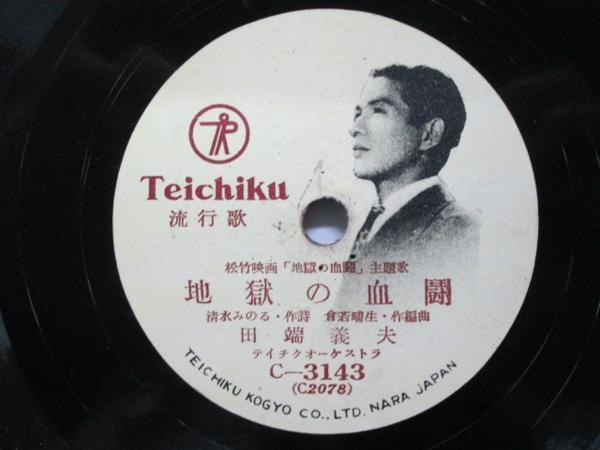 Teichiku
流行歌
松竹映画「地獄の血闘」主題歌
地獄の血闘
清水みのる・作詩 倉若晴生・作編曲
田端義夫
テイチクオーケストラ
C—3143
(C2078)
TEICHIKU KOGYO CO., LTD. NARA JAPAN